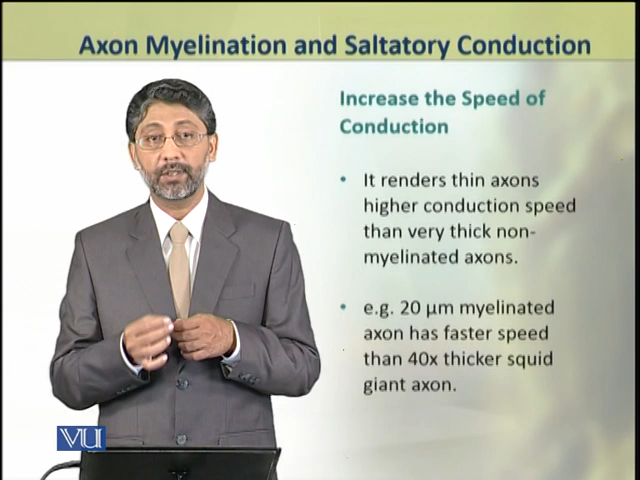 Axon Myelination and Saltatory Conduction
Increase the Speed of
Conduction
• It renders thin axons
higher conduction speed
than very thick non-
myelinated axons.
• e.g. 20 µm myelinated
axon has faster speed
than 40x thicker squid
giant axon.
VU